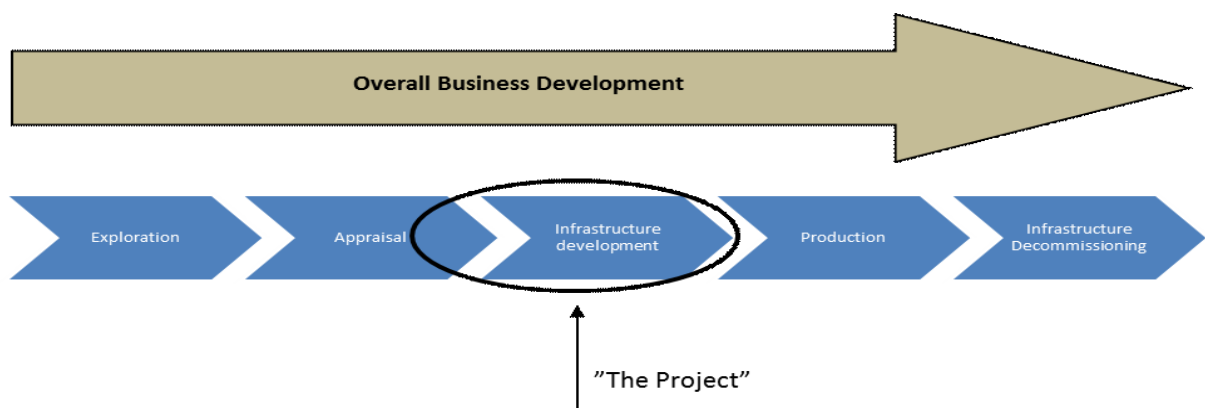 Overall Business Development
Exploration
Appraisal
Infrastructure
development
Production
Infrastructure
Decommissioning
”The Project”